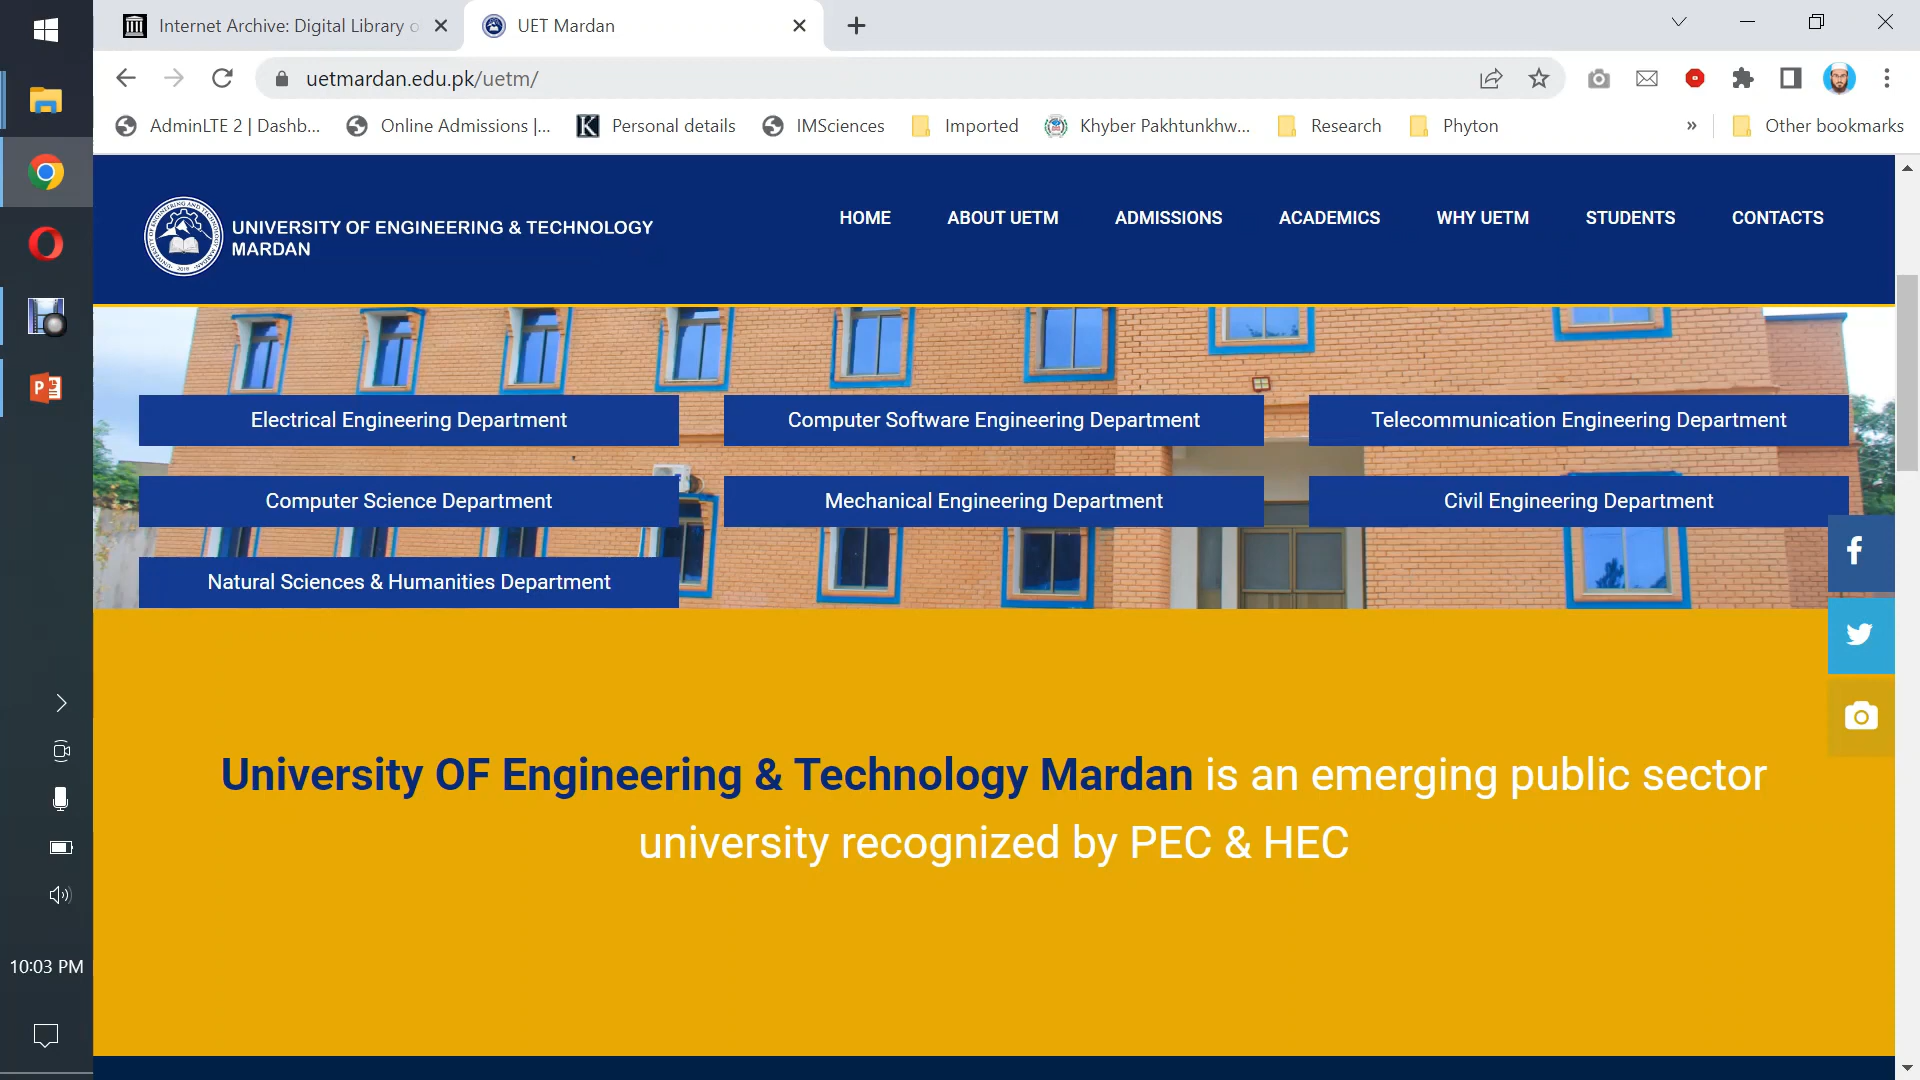 Internet Archive: Digital Library o
UET Mardan
uetmardan.edu.pk/uetm/
AdminLTE 2 | Dashb...
Online Admissions |...
K
Personal details
IMSciences
Imported
Khyber Pakhtunkhw...
Research
Phyton
»
Other bookmarks
UNIVERSITY OF ENGINEERING & TECHNOLOGY
MARDAN
HOME
ABOUT UETM
ADMISSIONS
ACADEMICS
WHY UETM
STUDENTS
CONTACTS
Electrical Engineering Department
Computer Software Engineering Department
Telecommunication Engineering Department
Computer Science Department
Mechanical Engineering Department
Civil Engineering Department
Natural Sciences & Humanities Department
University OF Engineering & Technology Mardan is an emerging public sector
university recognized by PEC & HEC
10:03 PM